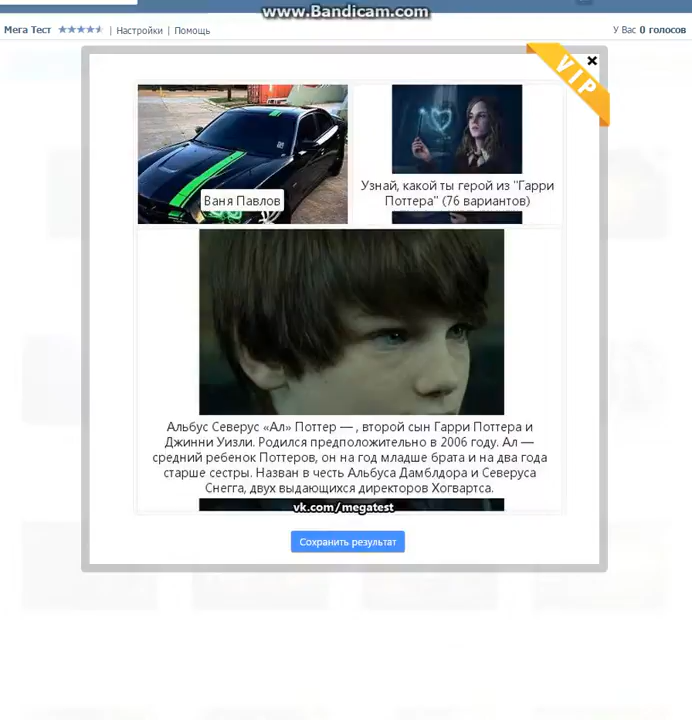 www.Bandicam.com
Мега Тест
| Настройки | Помощь
У Вас 0 голосов
VIP
Ваня Павлов
Узнай, какой ты герой из "Гарри
Поттера" (76 вариантов)
Альбус Северус «Ал» Поттер — , второй сын Гарри Поттера и
Джинни Уизли. Родился предположительно в 2006 году. Ал —
средний ребенок Поттеров, он на год младше брата и на два года
старше сестры. Назван в честь Альбуса Дамблдора и Северуса
Снегга, двух выдающихся директоров Хогвартса.
vk.com/megatest
Сохранить результат